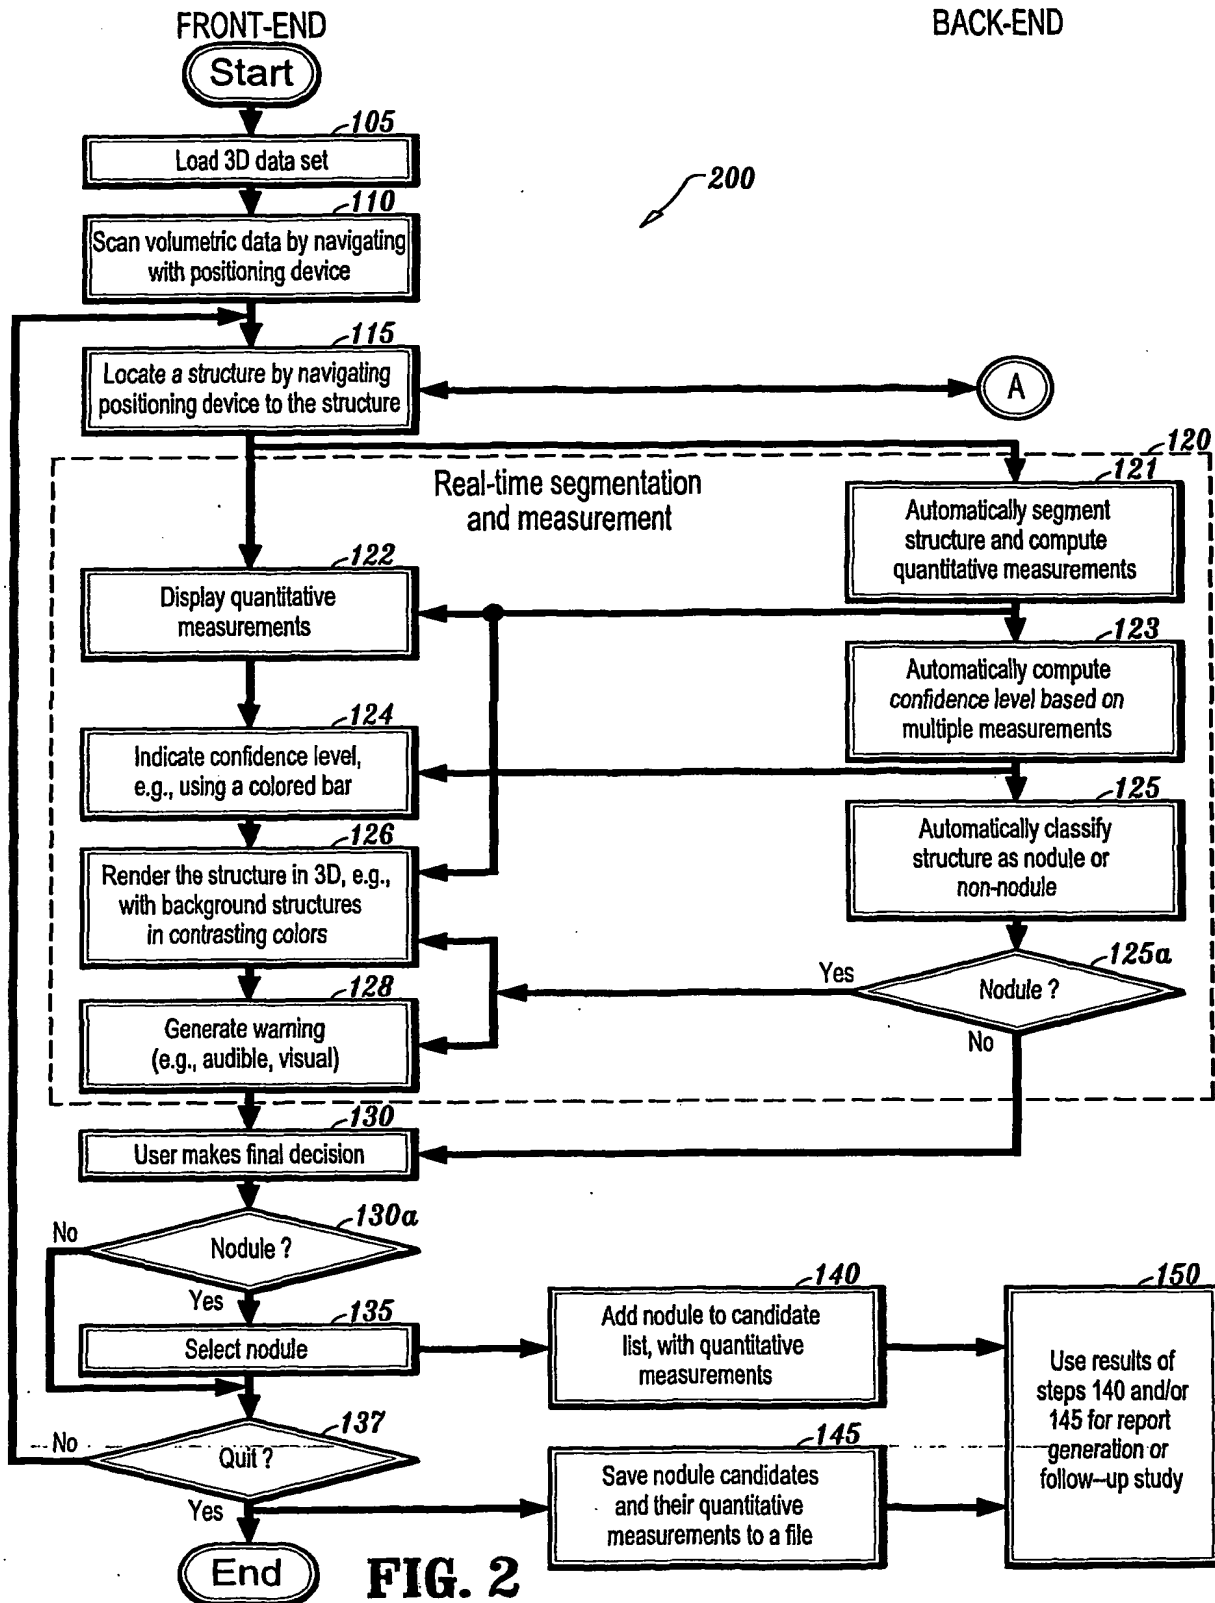 FRONT-END
BACK-END
Start
105
Load 3D data set
200
110
Scan volumetric data by navigating
with positioning device
115
Locate a structure by navigating
positioning device to the structure
A
120
Real-time segmentation
and measurement
121
Automatically segment
structure and compute
quantitative measurements
122
Display quantitative
measurements
123
Automatically compute
confidence level based on
multiple measurements
124
Indicate confidence level,
e.g., using a colored bar
125
Automatically classify
structure as nodule or
non-nodule
126
Render the structure in 3D, e.g.,
with background structures
in contrasting colors
125a
Yes
Nodule ?
No
128
Generate warning
(e.g., audible, visual)
130
User makes final decision
130a
No
Nodule ?
Yes
135
Select nodule
140
Add nodule to candidate
list, with quantitative
measurements
150
Use results of
steps 140 and/or
145 for report
generation or
follow--up study
137
No
Quit ?
Yes
145
Save nodule candidates
and their quantitative
measurements to a file
End
FIG. 2